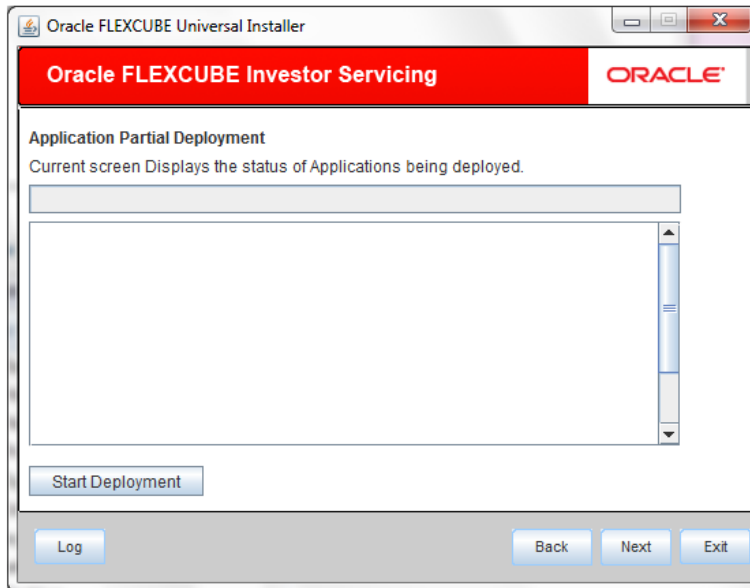 Oracle FLEXCUBE Universal Installer
Oracle FLEXCUBE Investor Servicing
ORACLE
Application Partial Deployment
Current screen Displays the status of Applications being deployed.
Start Deployment
Log
Back
Next
Exit